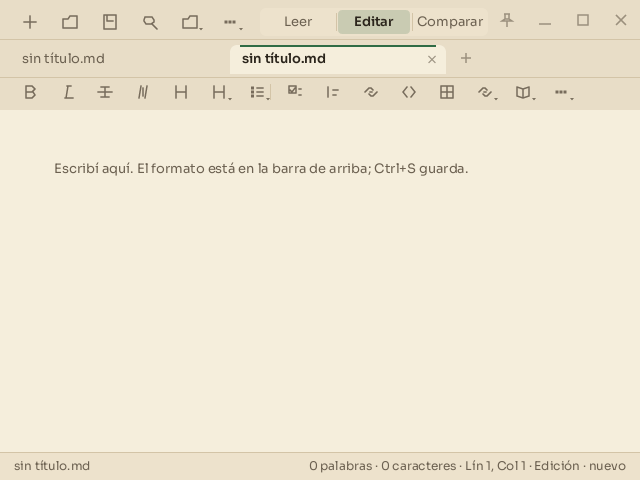 Leer Editar Comparar
sin título.md sin título.md
Escribí aquí. El formato está en la barra de arriba; Ctrl+S guarda.
sin título.md 0 palabras · 0 caracteres · Lín 1, Col 1 · Edición · nuevo